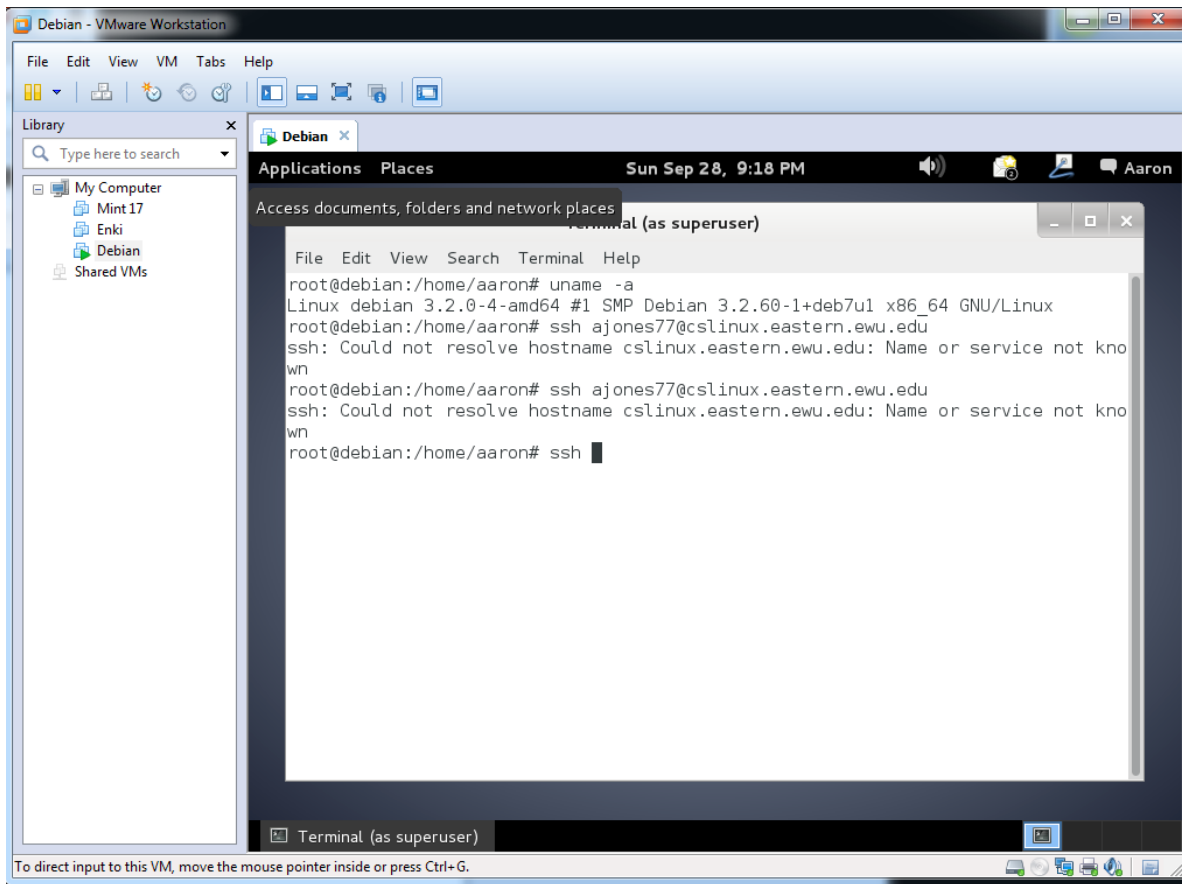 Debian - VMware Workstation
File Edit View VM Tabs Help
Library
Type here to search
My Computer
Mint 17
Enki
Debian
Shared VMs
Debian
Applications Places Sun Sep 28, 9:18 PM Aaron
Access documents, folders and network places
Terminal (as superuser)
File Edit View Search Terminal Help
root@debian:/home/aaron# uname -a
Linux debian 3.2.0-4-amd64 #1 SMP Debian 3.2.60-1+deb7u1 x86_64 GNU/Linux
root@debian:/home/aaron# ssh ajones77@cslinux.eastern.ewu.edu
ssh: Could not resolve hostname cslinux.eastern.ewu.edu: Name or service not kno
wn
root@debian:/home/aaron# ssh ajones77@cslinux.eastern.ewu.edu
ssh: Could not resolve hostname cslinux.eastern.ewu.edu: Name or service not kno
wn
root@debian:/home/aaron# ssh
Terminal (as superuser)
To direct input to this VM, move the mouse pointer inside or press Ctrl+G.